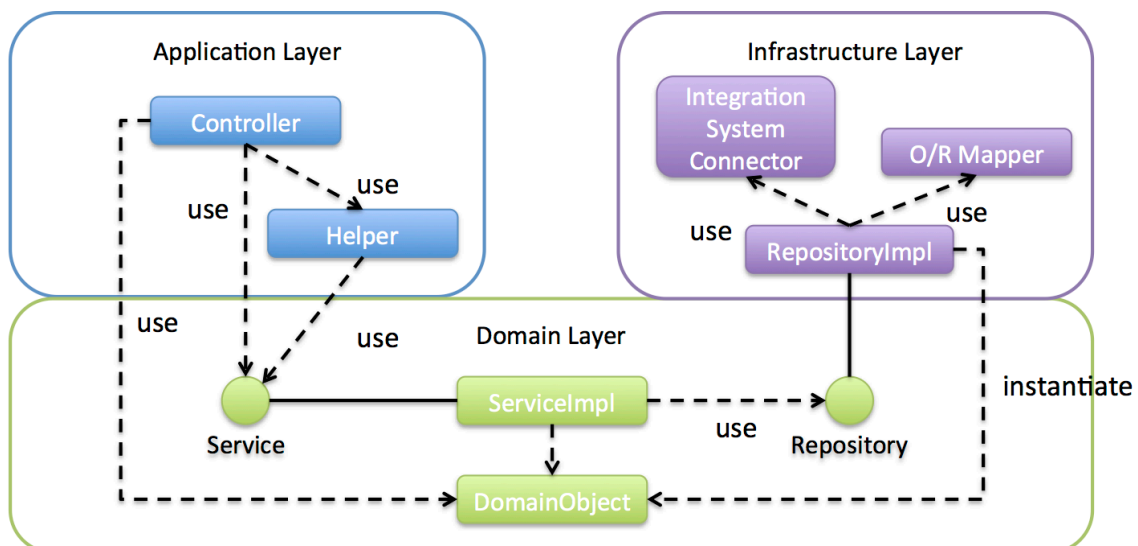 Application Layer
Infrastructure Layer
Controller
Integration
System
Connector
O/R Mapper
use
use
Helper
use
use
RepositoryImpl
use
use
Domain Layer
instantiate
ServiceImpl
use
Service
Repository
DomainObject